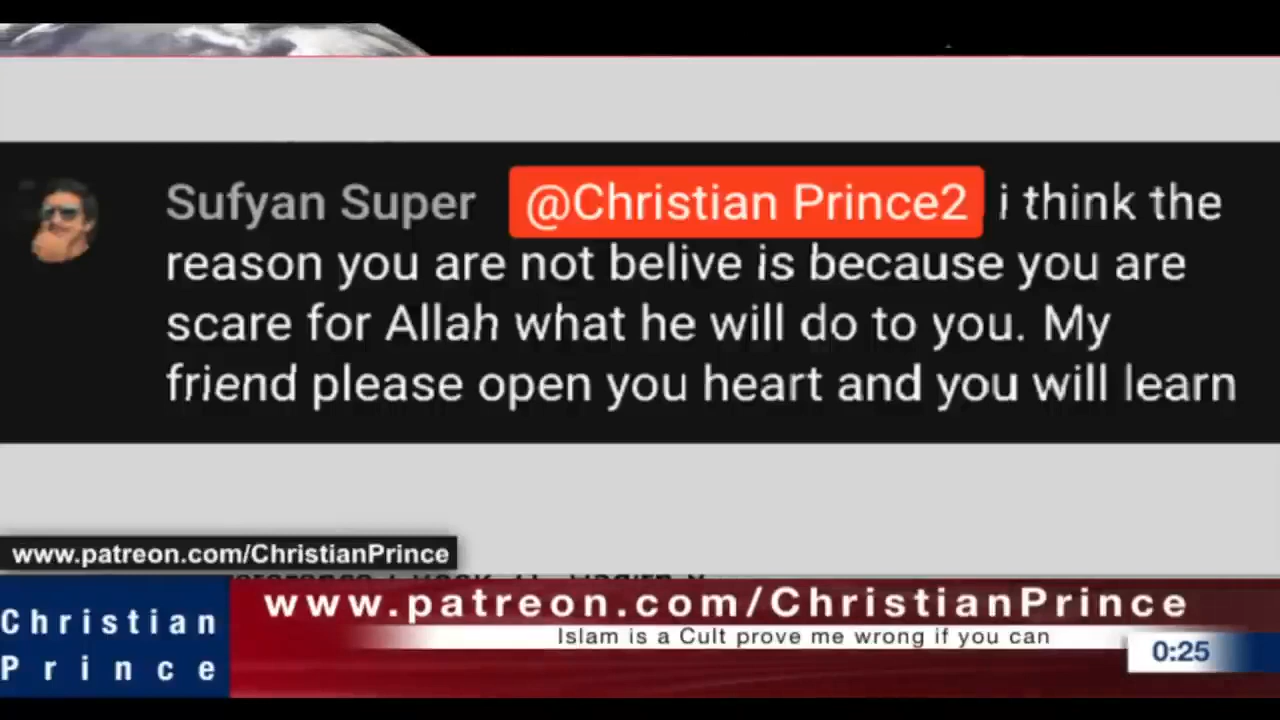 Sufyan Super @Christian Prince2 i think the
reason you are not belive is because you are
scare for Allah what he will do to you. My
friend please open you heart and you will learn
www.patreon.com/ChristianPrince
Christian
Prince
www.patreon.com/ChristianPrince
Islam is a Cult prove me wrong if you can
0:25